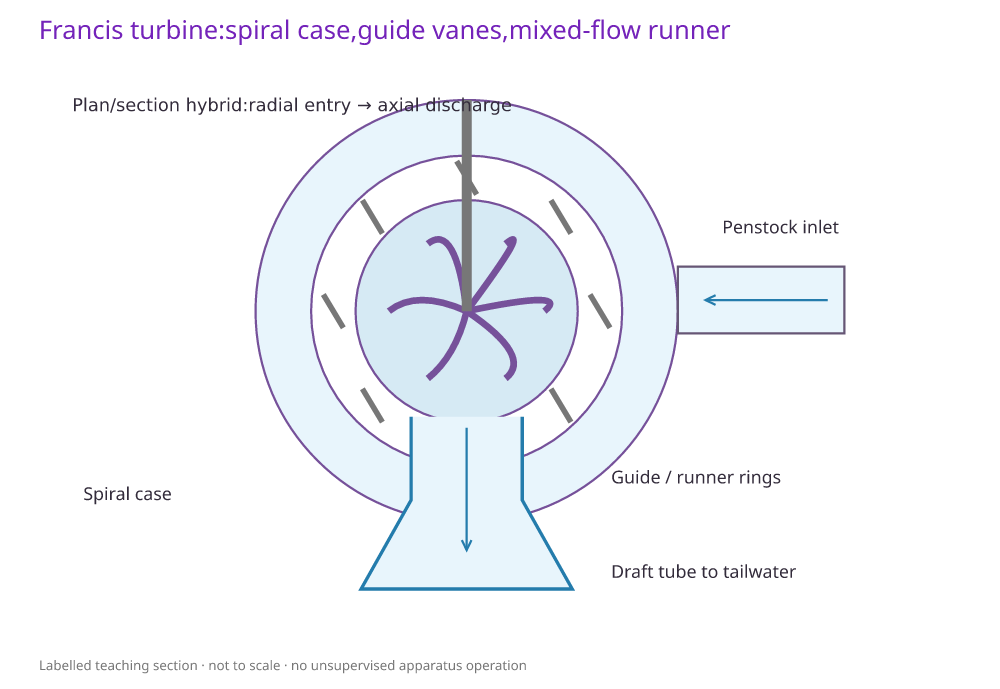 Francis turbine:spiral case,guide vanes,mixed-flow runner
Plan/section hybrid:radial entry → axial discharge
Penstock inlet
Guide / runner rings
Spiral case
Draft tube to tailwater
Labelled teaching section · not to scale · no unsupervised apparatus operation